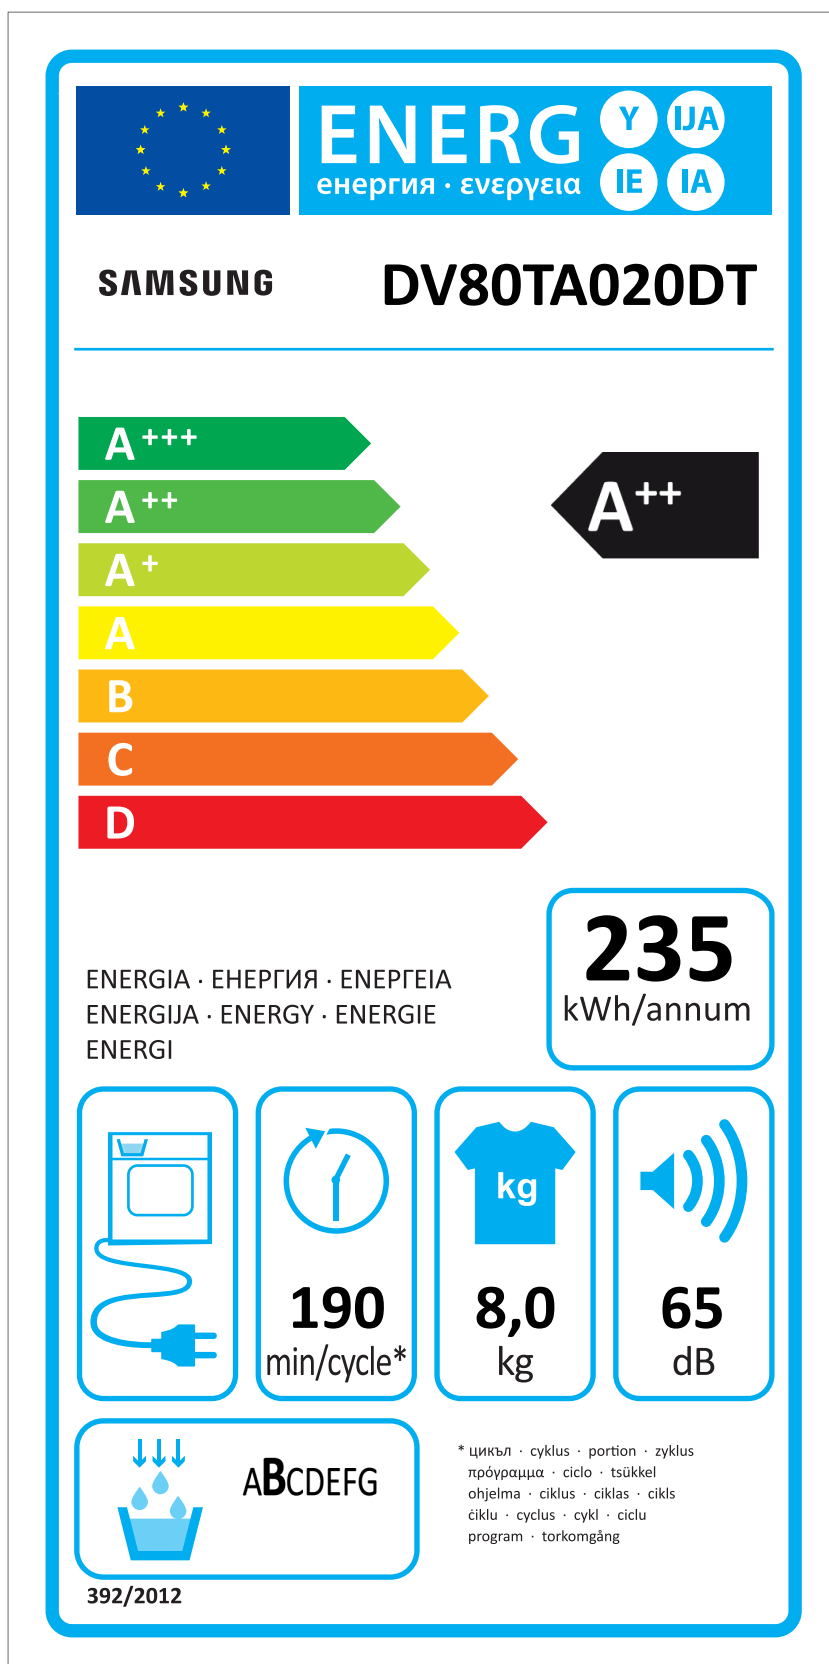 ENERG
Y IJA
IE IA
енергия · ενεργεια
SAMSUNG
DV80TA020DT
A+++
A++
A++
A+
A
B
C
D
235
kWh/annum
ENERGIA · ЕНЕРГИЯ · ΕΝΕΡΓΕΙΑ
ENERGIJA · ENERGY · ENERGIE
ENERGI
kg
190
min/cycle*
8,0
kg
65
dB
ABCDEFG
* цикъл · cyklus · portion · zyklus
πρόγραμμα · ciclo · tsükkel
ohjelma · ciklus · ciklas · cikls
ċiklu · cyclus · cykl · ciclu
program · torkomgång
392/2012